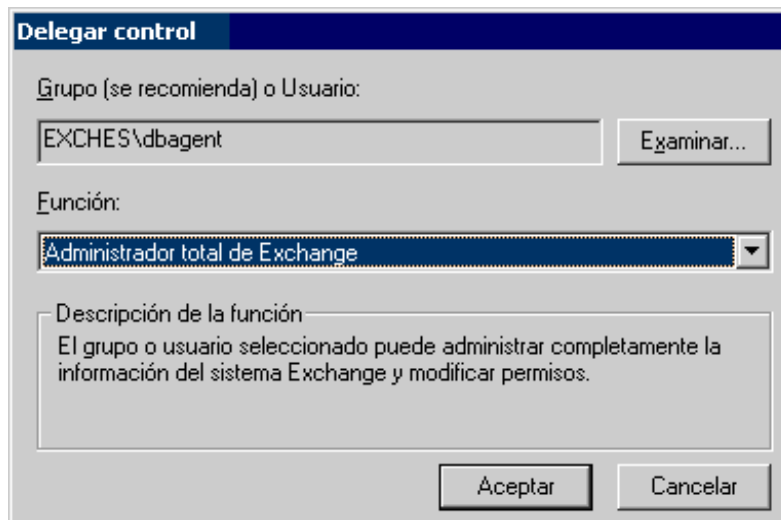 Delegar control
Grupo (se recomienda) o Usuario:
EXCHES\dbagent
Examinar...
Función:
Administrador total de Exchange
Descripción de la función
El grupo o usuario seleccionado puede administrar completamente la
información del sistema Exchange y modificar permisos.
Aceptar
Cancelar